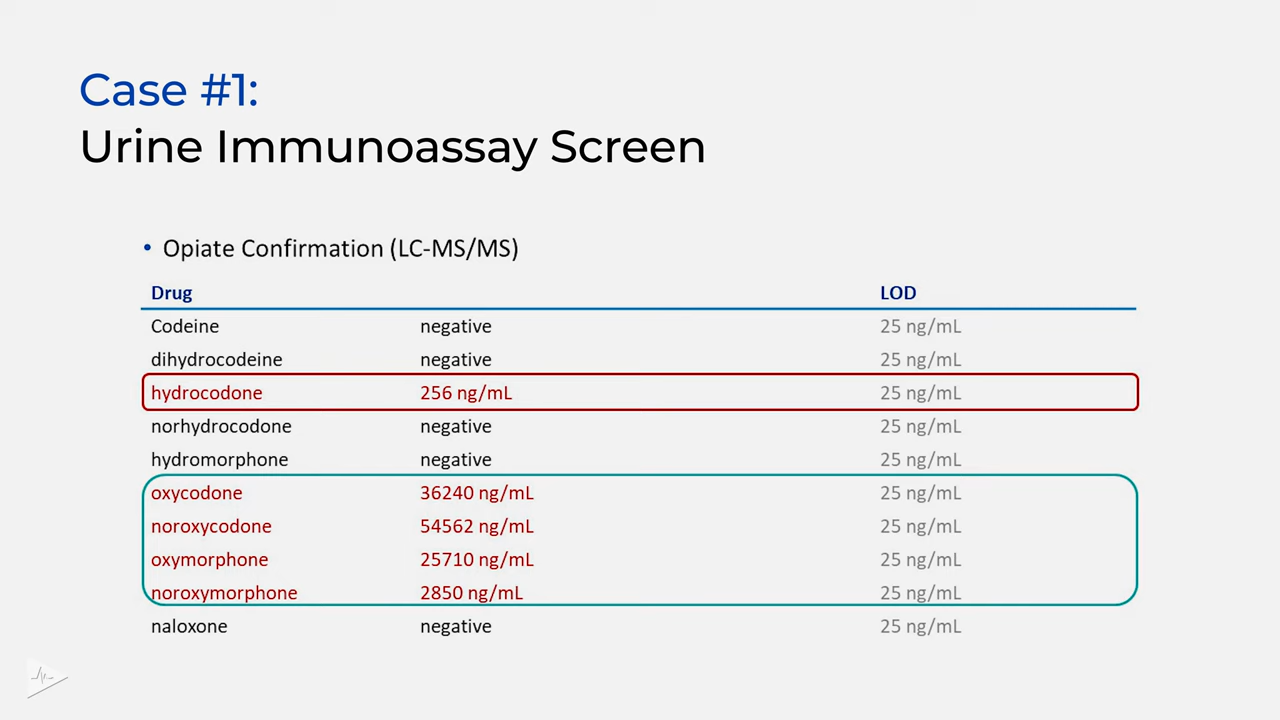 Case #1:
Urine Immunoassay Screen
• Opiate Confirmation (LC-MS/MS)
Drug LOD
Codeine negative 25 ng/mL
dihydrocodeine negative 25 ng/mL
hydrocodone 256 ng/mL 25 ng/mL
norhydrocodone negative 25 ng/mL
hydromorphone negative 25 ng/mL
oxycodone 36240 ng/mL 25 ng/mL
noroxycodone 54562 ng/mL 25 ng/mL
oxymorphone 25710 ng/mL 25 ng/mL
noroxymorphone 2850 ng/mL 25 ng/mL
naloxone negative 25 ng/mL